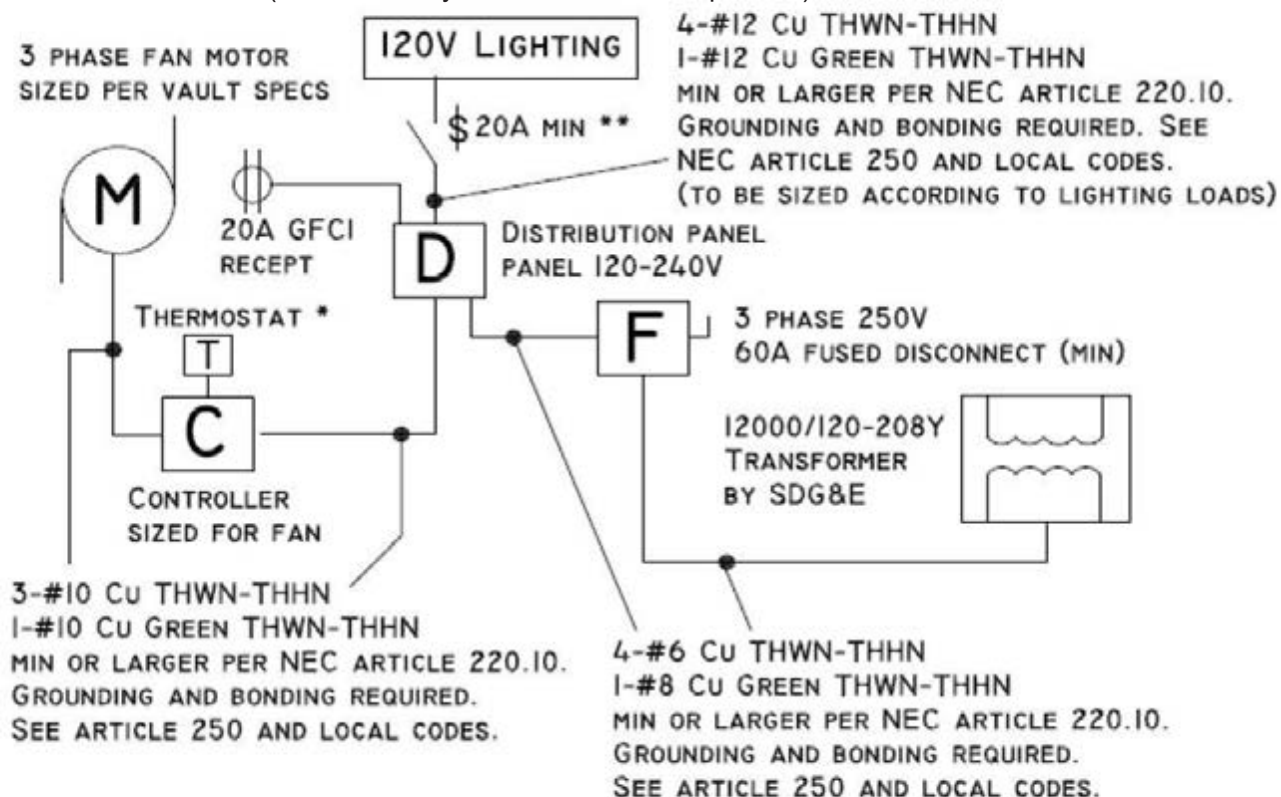 120V LIGHTING
4-#12 CU THWN-THHN
1-#12 CU GREEN THWN-THHN
MIN OR LARGER PER NEC ARTICLE 220.10.
GROUNDING AND BONDING REQUIRED. SEE
NEC ARTICLE 250 AND LOCAL CODES.
(TO BE SIZED ACCORDING TO LIGHTING LOADS)
3 PHASE FAN MOTOR
SIZED PER VAULT SPECS
$ 20A MIN **
M
20A GFCI
RECEPT
D
DISTRIBUTION PANEL
PANEL 120-240V
THERMOSTAT *
T
F
3 PHASE 250V
60A FUSED DISCONNECT (MIN)
C
CONTROLLER
SIZED FOR FAN
12000/120-208Y
TRANSFORMER
BY SDG&E
3-#10 CU THWN-THHN
1-#10 CU GREEN THWN-THHN
MIN OR LARGER PER NEC ARTICLE 220.10.
GROUNDING AND BONDING REQUIRED.
SEE ARTICLE 250 AND LOCAL CODES.
4-#6 CU THWN-THHN
1-#8 CU GREEN THWN-THHN
MIN OR LARGER PER NEC ARTICLE 220.10.
GROUNDING AND BONDING REQUIRED.
SEE ARTICLE 250 AND LOCAL CODES.